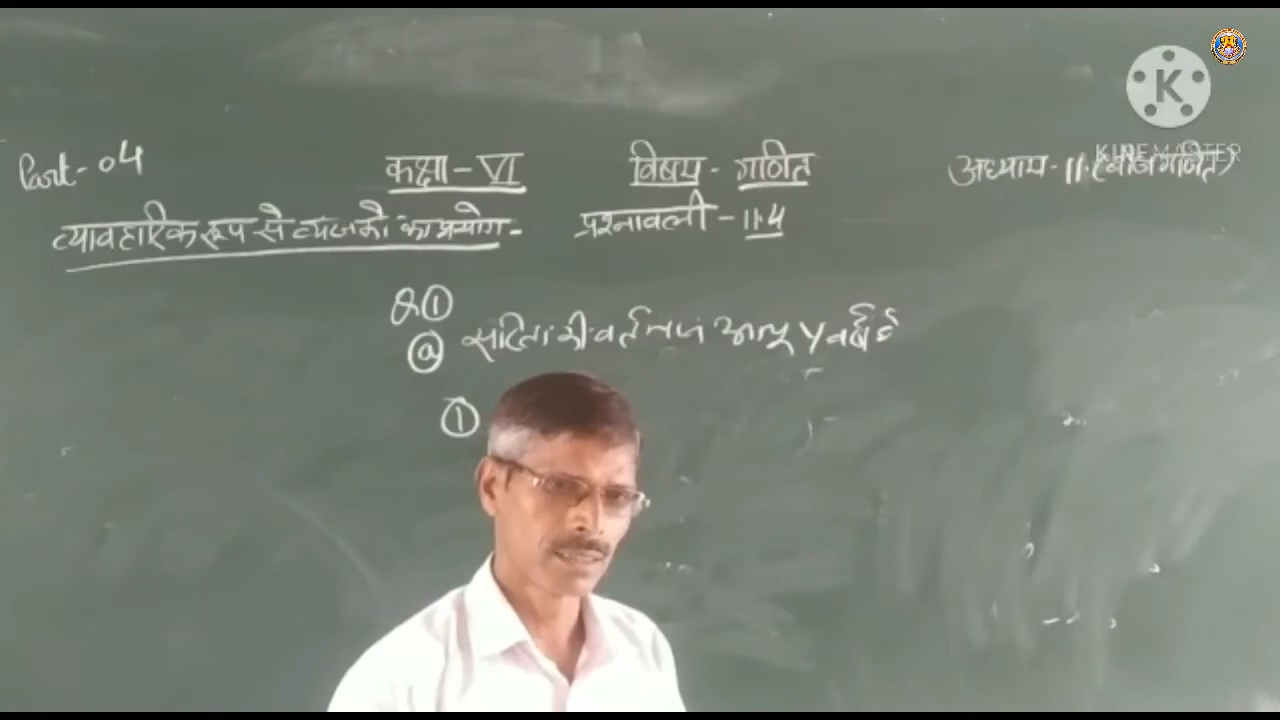 Part-04 कक्षा-VI विषय- गणित अध्याय-11.(बीजगणित)
व्यावहारिक रूप से व्यंजकों का प्रयोग- प्रश्नावली-11.4
Q.①
ⓐ सरिता की वर्तमान आयु y वर्ष है
①
K
KINEMASTER